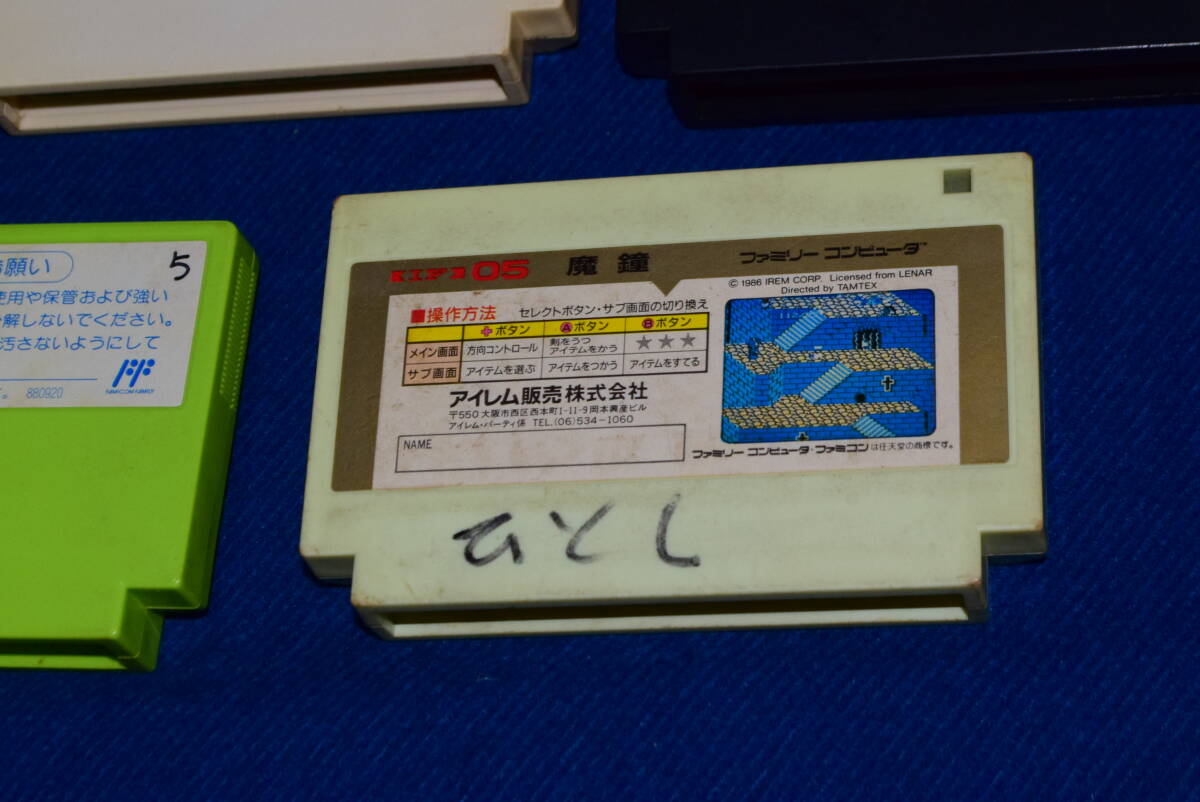 お願い
5
使用や保管および強い
分解しないでください。
汚さないようにして
880920
FAMICOM FAMILY
05 魔鐘 ファミリー コンピュータ™
© 1986 IREM CORP. Licensed from LENAR
Directed by TAMTEX
■操作方法 セレクトボタン・サブ画面の切り換え
ボタン Ⓐボタン Ⓑボタン
メイン画面 方向コントロール 剣をうつ ★★★
アイテムをかう
サブ画面 アイテムを選ぶ アイテムをつかう アイテムをすてる
アイレム販売株式会社
〒550 大阪市西区西本町1-11-9岡本興産ビル
アイレム・パーティ係 TEL.(06)534-1060
NAME
ファミリーコンピュータ・ファミコンは任天堂の商標です。